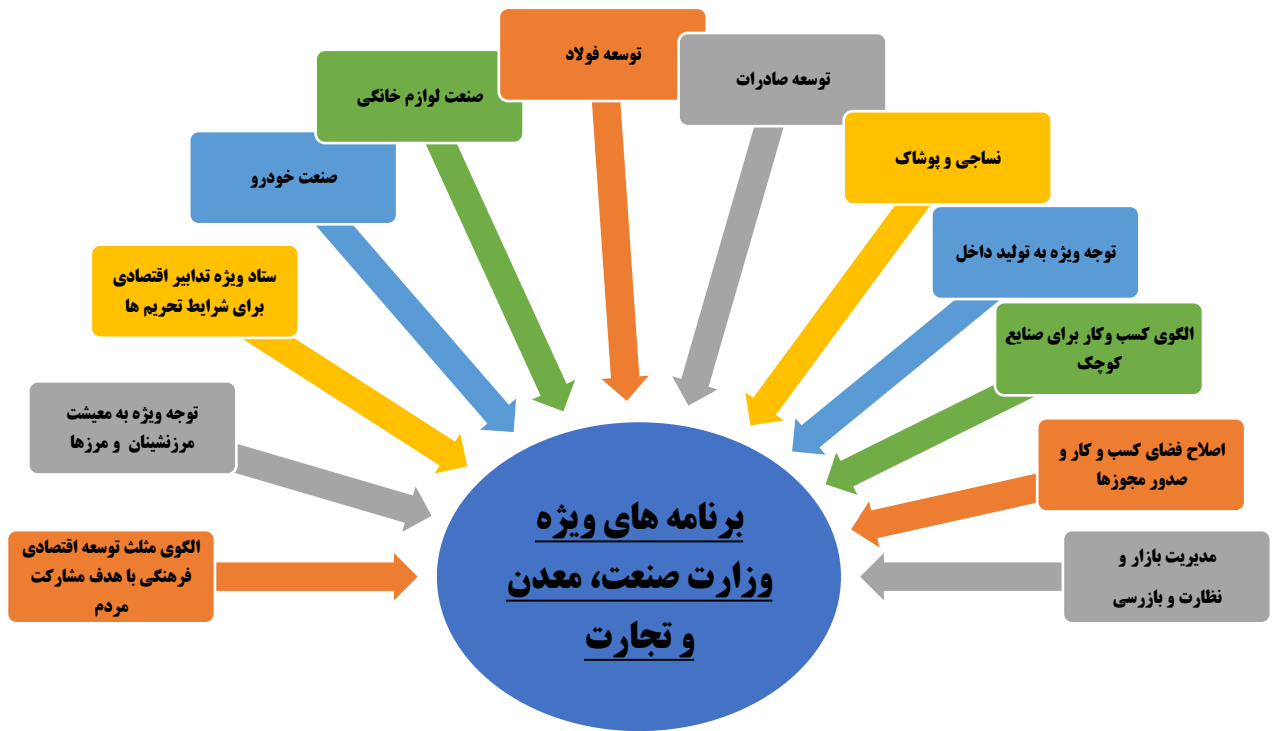 توسعه فولاد
توسعه صادرات
صنعت لوازم خانگی
نساجی و پوشاک
صنعت خودرو
توجه ویژه به تولید داخل
ستاد ویژه تدابیر اقتصادی
برای شرایط تحریم ها
الگوی کسب وکار برای صنایع
کوچک
توجه ویژه به معیشت
مرزنشینان و مرزها
اصلاح فضای کسب و کار و
صدور مجوزها
الگوی مثلث توسعه اقتصادی
فرهنگی با هدف مشارکت
مردم
مدیریت بازار و
نظارت و بازرسی
برنامه های ویژه
وزارت صنعت، معدن
و تجارت